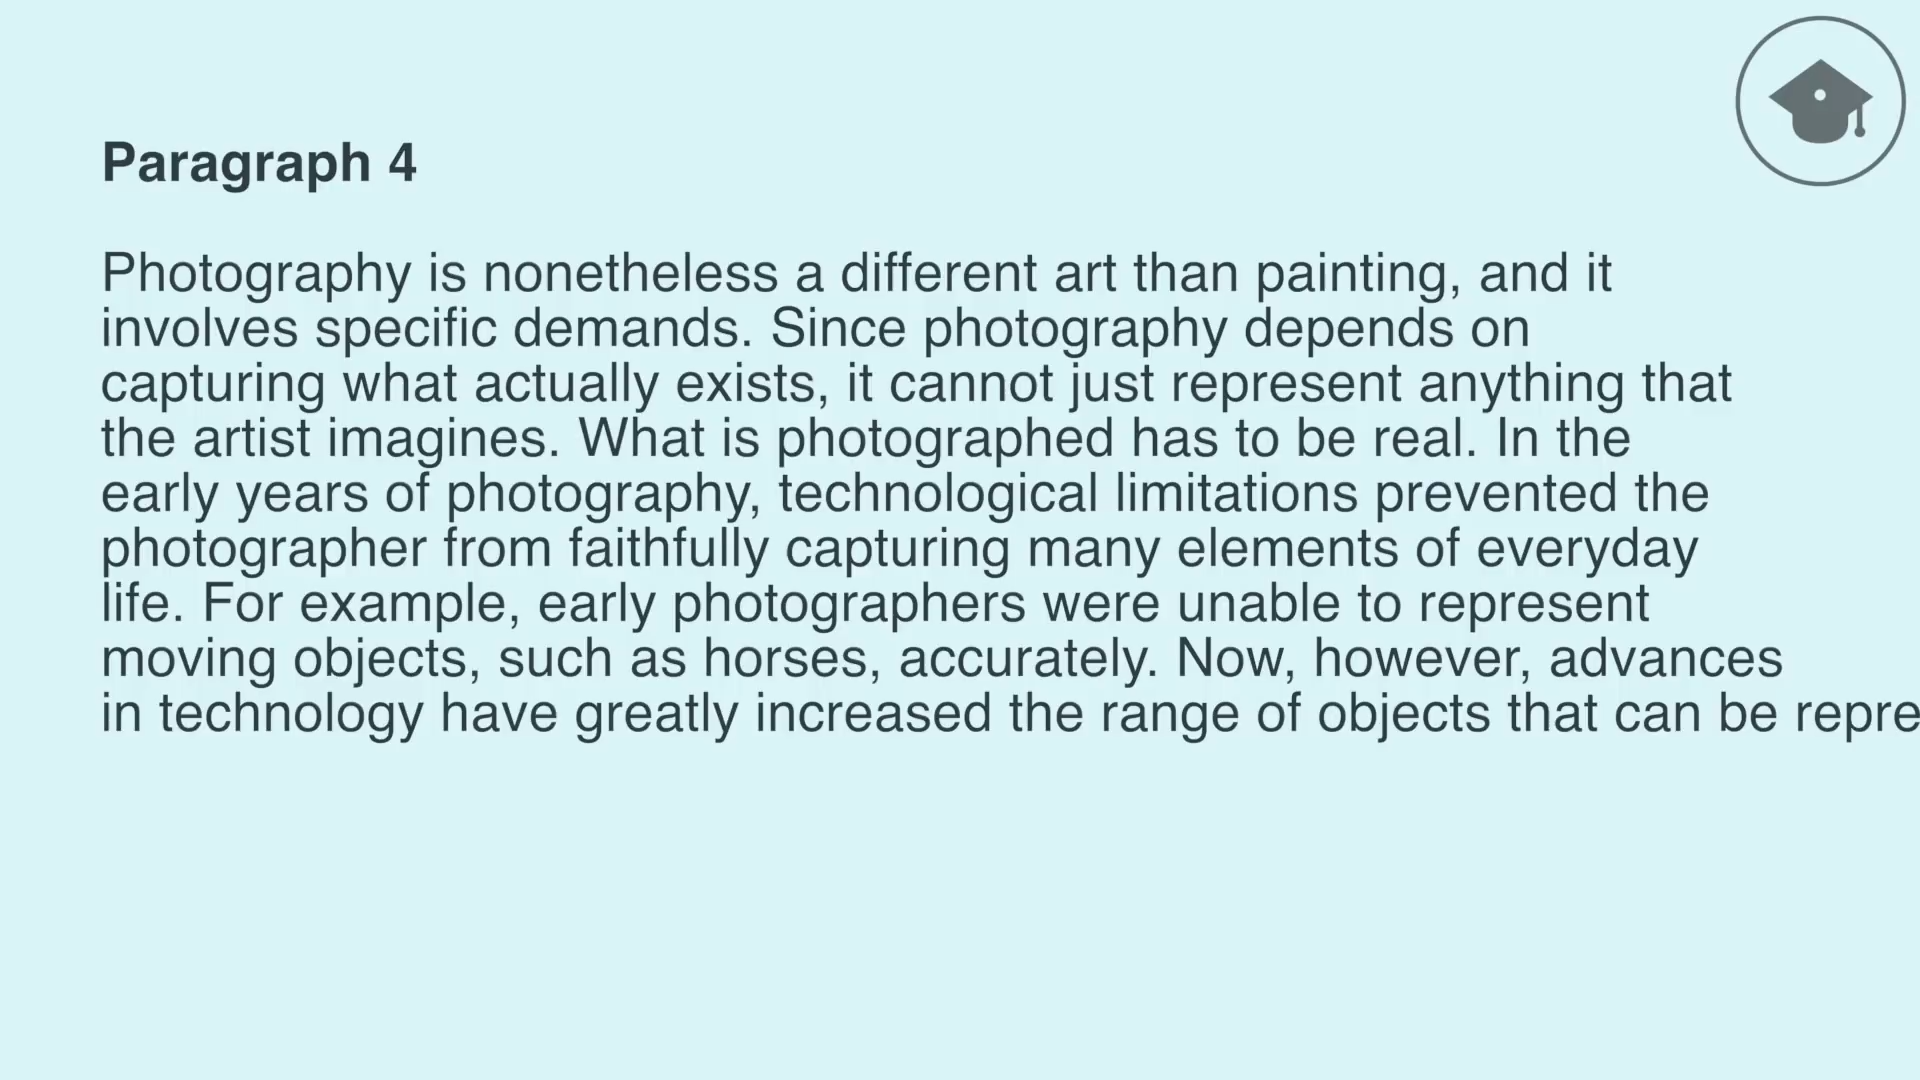 Paragraph 4
Photography is nonetheless a different art than painting, and it
involves specific demands. Since photography depends on
capturing what actually exists, it cannot just represent anything that
the artist imagines. What is photographed has to be real. In the
early years of photography, technological limitations prevented the
photographer from faithfully capturing many elements of everyday
life. For example, early photographers were unable to represent
moving objects, such as horses, accurately. Now, however, advances
in technology have greatly increased the range of objects that can be repre